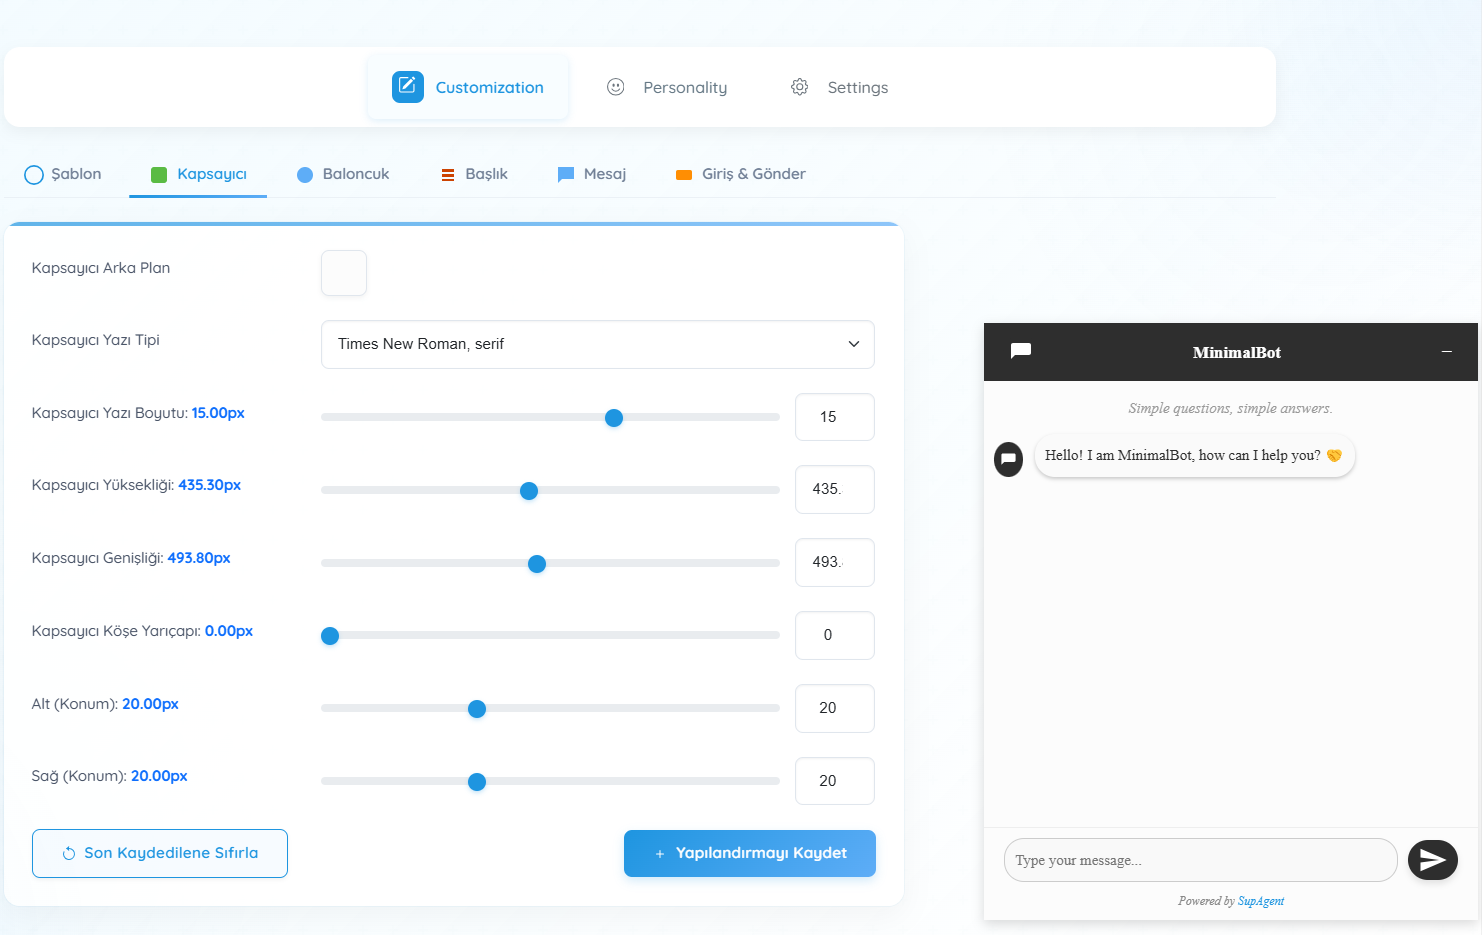 Customization
Personality
Settings
Şablon
Kapsayıcı
Baloncuk
Başlık
Mesaj
Giriş & Gönder
Kapsayıcı Arka Plan
Kapsayıcı Yazı Tipi
Times New Roman, serif
Kapsayıcı Yazı Boyutu: 15.00px
15
Kapsayıcı Yüksekliği: 435.30px
435.
Kapsayıcı Genişliği: 493.80px
493.
Kapsayıcı Köşe Yarıçapı: 0.00px
0
Alt (Konum): 20.00px
20
Sağ (Konum): 20.00px
20
Son Kaydedilene Sıfırla
+ Yapılandırmayı Kaydet
MinimalBot
Simple questions, simple answers.
Hello! I am MinimalBot, how can I help you? 🤝
Type your message...
Powered by SupAgent